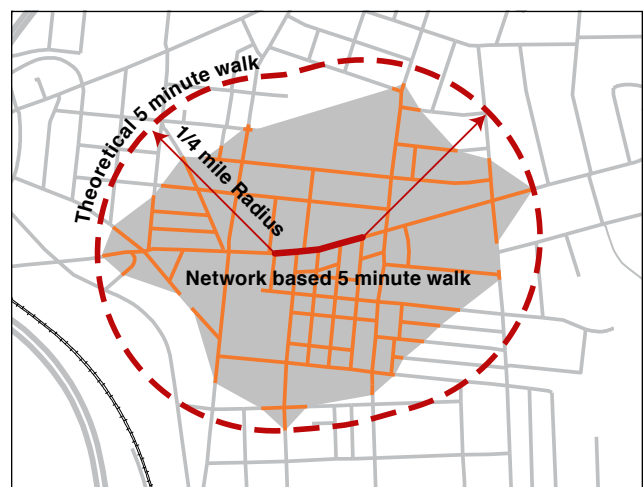 Theoretical 5 minute walk
1/4 mile Radius
Network based 5 minute walk